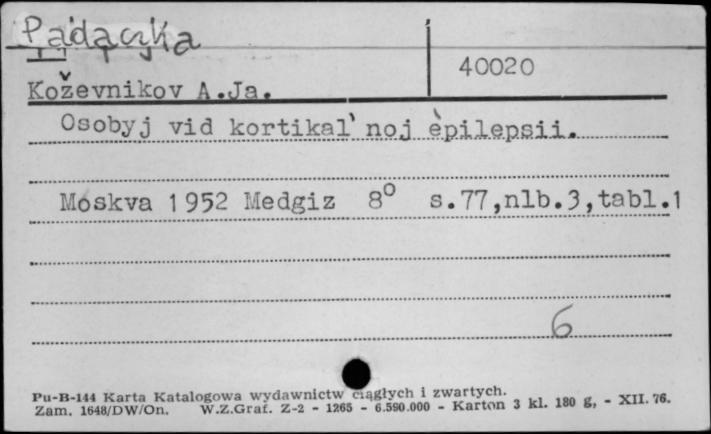 Padaczka
40020
Koževnikov A.Ja.
Osobyj vid kortikal'noj èpilepsii.
Moskva 1952 Medgiz 8° s.77,nlb.3,tabl.1
6
Pu-B-144 Karta Katalogowa wydawnictw ciągłych i zwartych.
Zam. 1648/DW/On. W.Z.Graf. Z-2 - 1265 - 6.590.000 - Karton 3 kl. 180 g, - XII. 76.